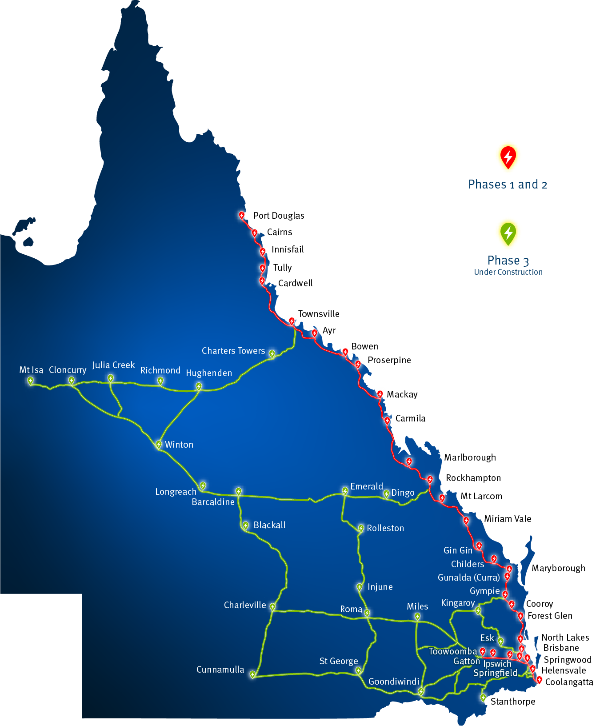 Phases 1 and 2
Phase 3
Under Construction
Port Douglas
Cairns
Innisfail
Tully
Cardwell
Townsville
Ayr
Bowen
Charters Towers
Proserpine
Mt Isa
Cloncurry
Julia Creek
Richmond
Hughenden
Mackay
Carmila
Winton
Marlborough
Rockhampton
Longreach
Barcaldine
Emerald
Dingo
Mt Larcom
Blackall
Rolleston
Miriam Vale
Gin Gin
Childers
Maryborough
Gunalda (Curra)
Injune
Gympie
Charleville
Roma
Miles
Kingaroy
Cooroy
Forest Glen
Esk
North Lakes
Brisbane
Toowoomba
Gatton
Ipswich
Springwood
Springfield
Helensvale
Cunnamulla
St George
Goondiwindi
Coolangatta
Stanthorpe